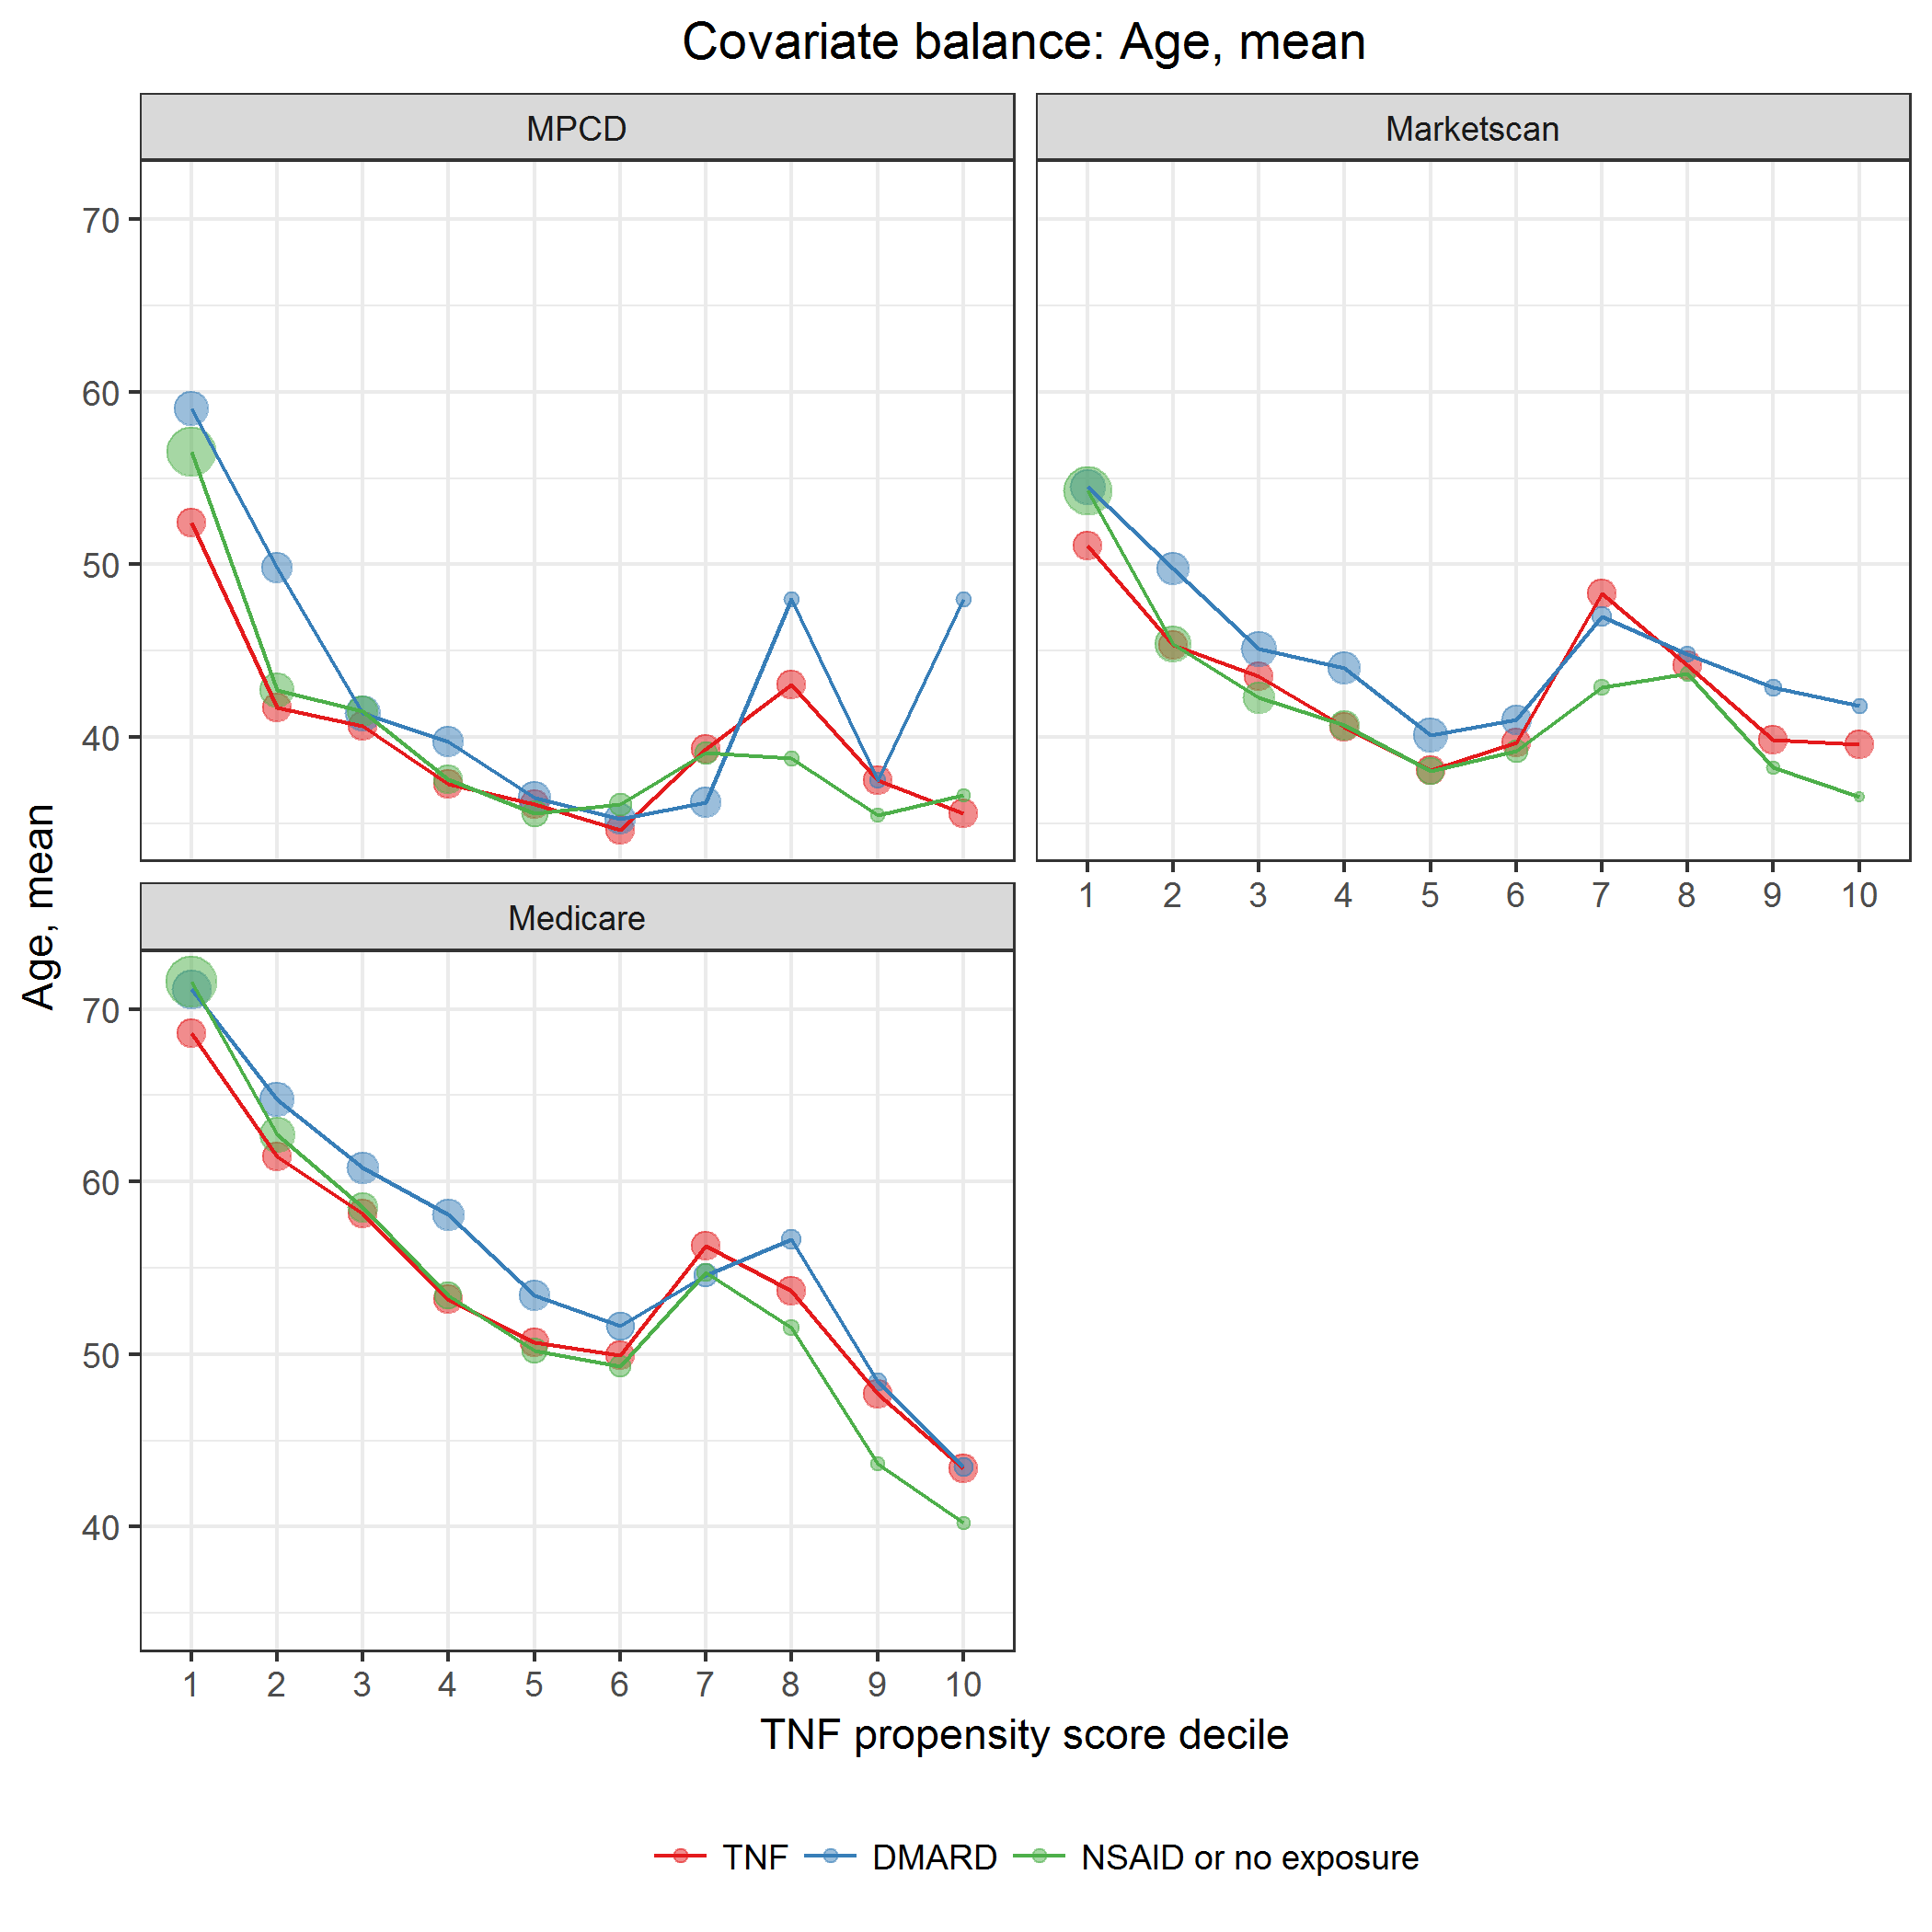 Covariate balance: Age, mean
MPCD
Marketscan
70
60
50
40
1 2 3 4 5 6 7 8 9 10
Medicare
70
60
50
40
1 2 3 4 5 6 7 8 9 10
Age, mean
TNF propensity score decile
TNF DMARD NSAID or no exposure